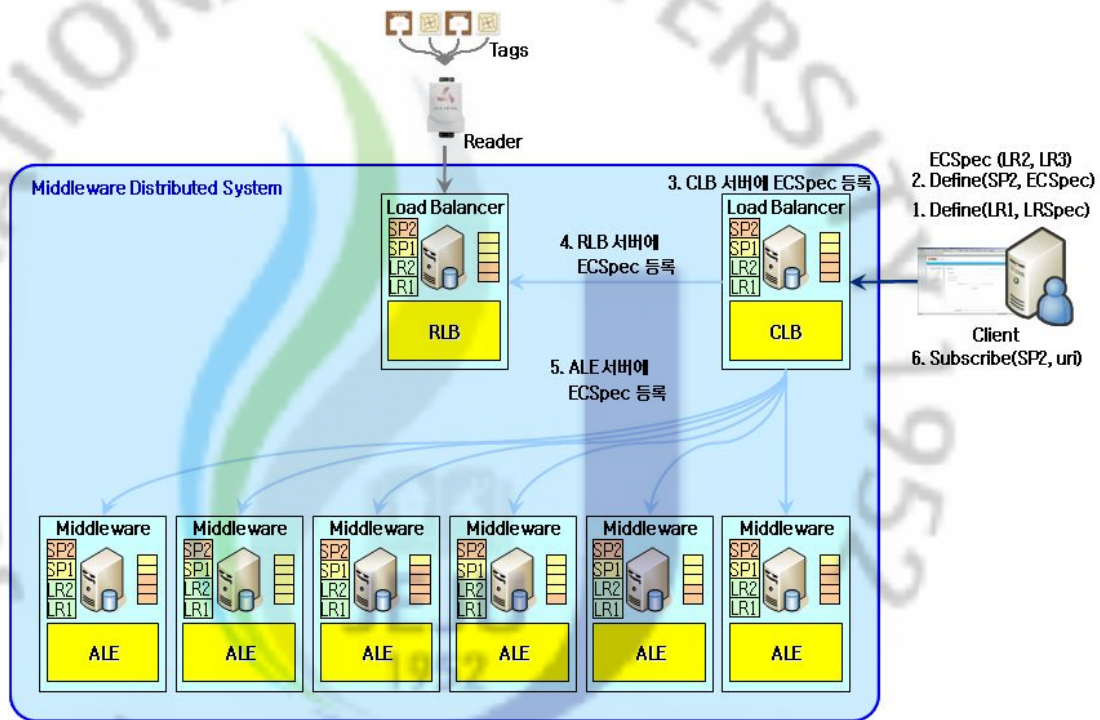 Tags
Reader
Middleware Distributed System
ECSpec (LR2, LR3)
2. Define(SP2, ECSpec)
1. Define(LR1, LRSpec)
3. CLB 서버에 ECSpec 등록
Load Balancer
SP2
SP1
LR2
LR1
RLB
4. RLB 서버에
ECSpec 등록
Load Balancer
SP2
SP1
LR2
LR1
CLB
Client
6. Subscribe(SP2, uri)
5. ALE 서버에
ECSpec 등록
Middleware
SP2
SP1
LR2
LR1
ALE
Middleware
SP2
SP1
LR2
LR1
ALE
Middleware
SP2
SP1
LR2
LR1
ALE
Middleware
SP2
SP1
LR2
LR1
ALE
Middleware
SP2
SP1
LR2
LR1
ALE
Middleware
SP2
SP1
LR2
LR1
ALE
JEJU
1952